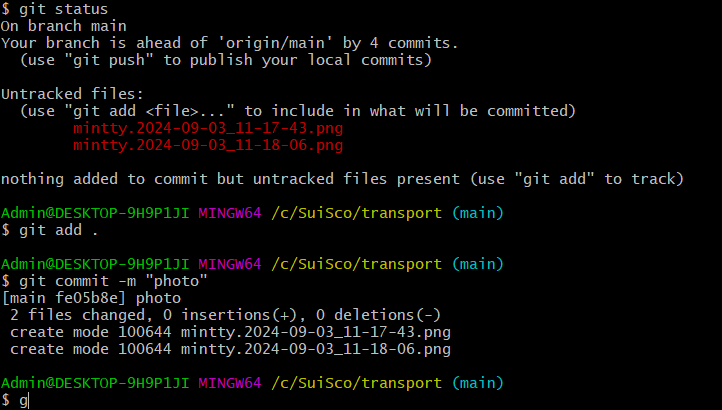 $ git status
On branch main
Your branch is ahead of 'origin/main' by 4 commits.
  (use "git push" to publish your local commits)

Untracked files:
  (use "git add <file>..." to include in what will be committed)
        mintty.2024-09-03_11-17-43.png
        mintty.2024-09-03_11-18-06.png

nothing added to commit but untracked files present (use "git add" to track)

Admin@DESKTOP-9H9P1JI MINGW64 /c/SuiSco/transport (main)
$ git add .

Admin@DESKTOP-9H9P1JI MINGW64 /c/SuiSco/transport (main)
$ git commit -m "photo"
[main fe05b8e] photo
 2 files changed, 0 insertions(+), 0 deletions(-)
 create mode 100644 mintty.2024-09-03_11-17-43.png
 create mode 100644 mintty.2024-09-03_11-18-06.png

Admin@DESKTOP-9H9P1JI MINGW64 /c/SuiSco/transport (main)
$ g